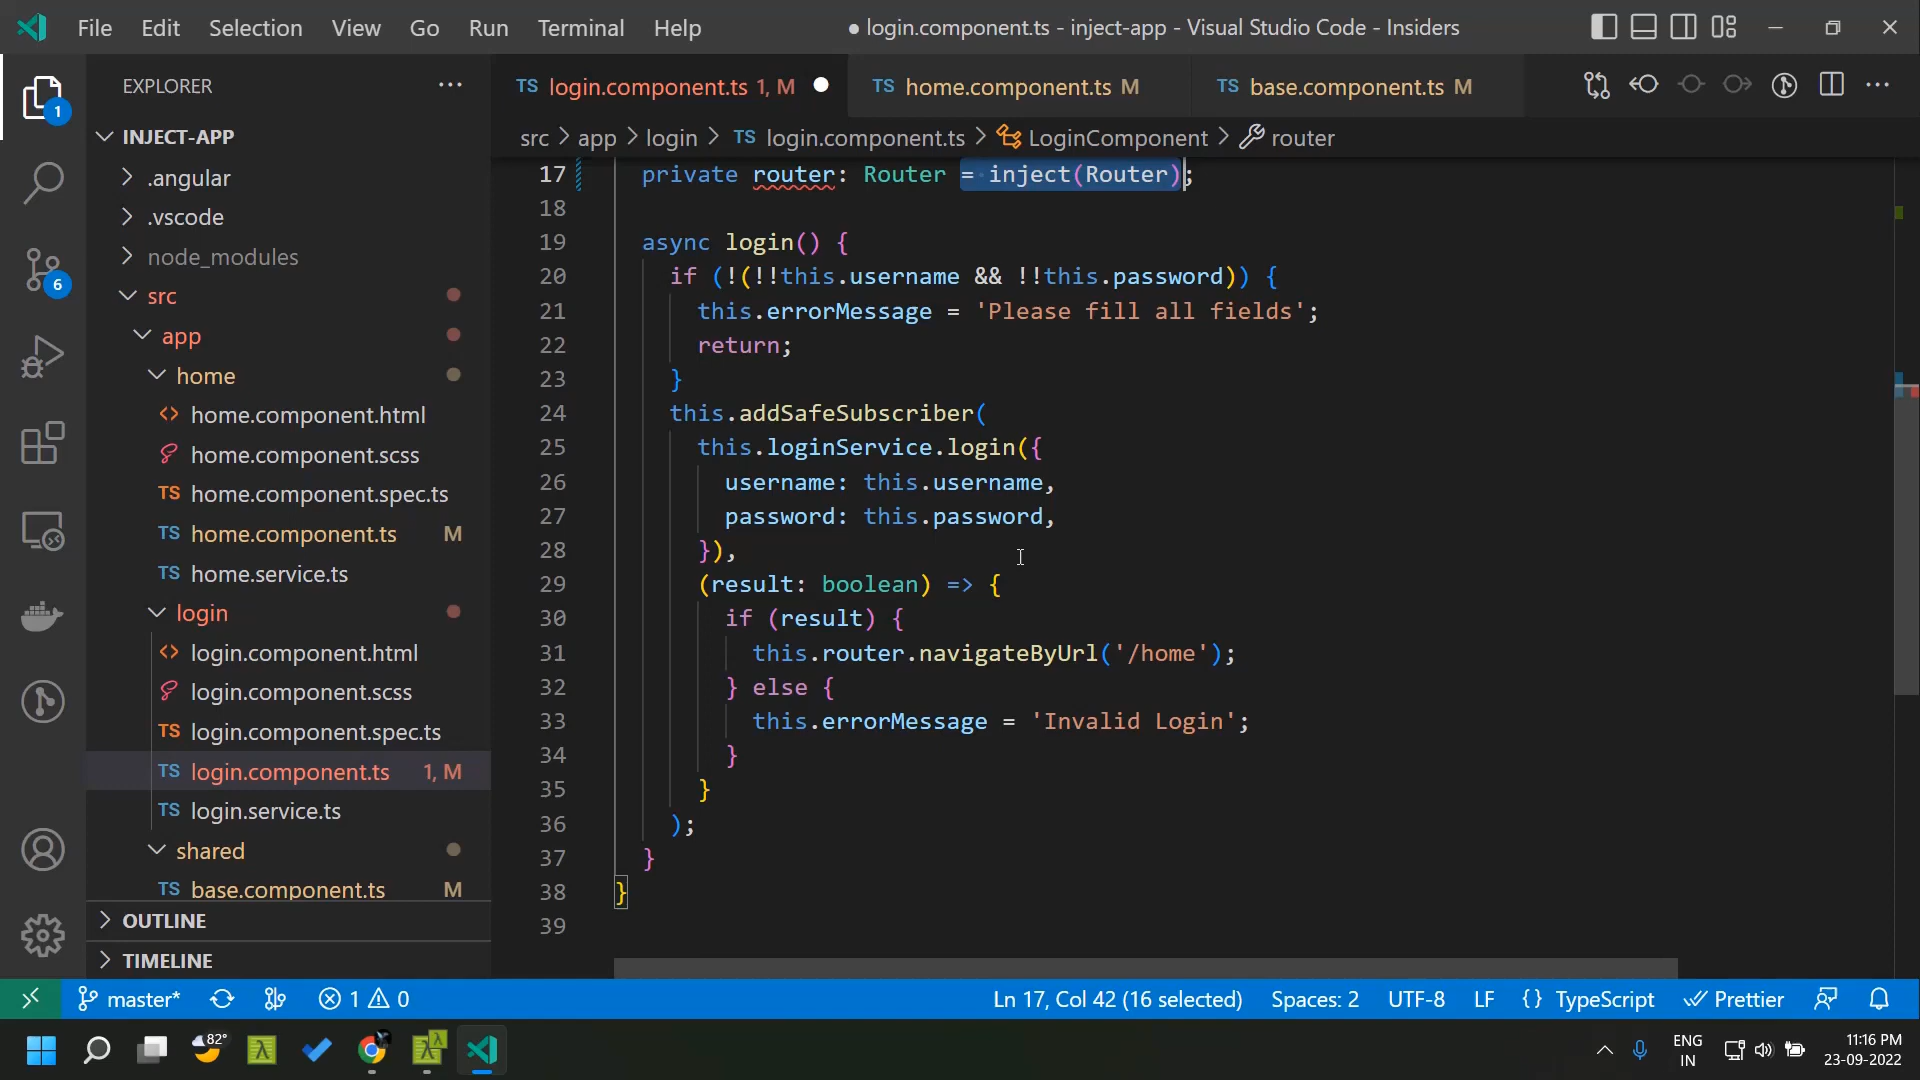 File Edit Selection View Go Run Terminal Help
● login.component.ts - inject-app - Visual Studio Code - Insiders
EXPLORER
TS login.component.ts 1, M
TS home.component.ts M
TS base.component.ts M
INJECT-APP
src > app > login > TS login.component.ts > LoginComponent > router
.angular
.vscode
node_modules
src
app
home
home.component.html
home.component.scss
TS home.component.spec.ts
TS home.component.ts M
TS home.service.ts
login
login.component.html
login.component.scss
TS login.component.spec.ts
TS login.component.ts 1, M
TS login.service.ts
shared
TS base.component.ts M
OUTLINE
TIMELINE
1
6
17 private router: Router = inject(Router);
18
19 async login() {
20 if (!(!!this.username && !!this.password)) {
21 this.errorMessage = 'Please fill all fields';
22 return;
23 }
24 this.addSafeSubscriber(
25 this.loginService.login({
26 username: this.username,
27 password: this.password,
28 }),
29 (result: boolean) => {
30 if (result) {
31 this.router.navigateByUrl('/home');
32 } else {
33 this.errorMessage = 'Invalid Login';
34 }
35 }
36 );
37 }
38 }
39
master* 1 0 Ln 17, Col 42 (16 selected) Spaces: 2 UTF-8 LF {} TypeScript Prettier
82°
ENG
IN
11:16 PM
23-09-2022